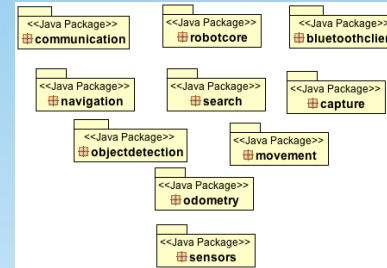 <<Java Package>>
communication
<<Java Package>>
robotcore
<<Java Package>>
<<Java Package>>
navigation
<<Java Package>>
search
<<Java Package>>
capture
<<Java Package>>
objectdetection
<<Java Package>>
movement
<<Java Package>>
odometry
<<Java Package>>
sensors